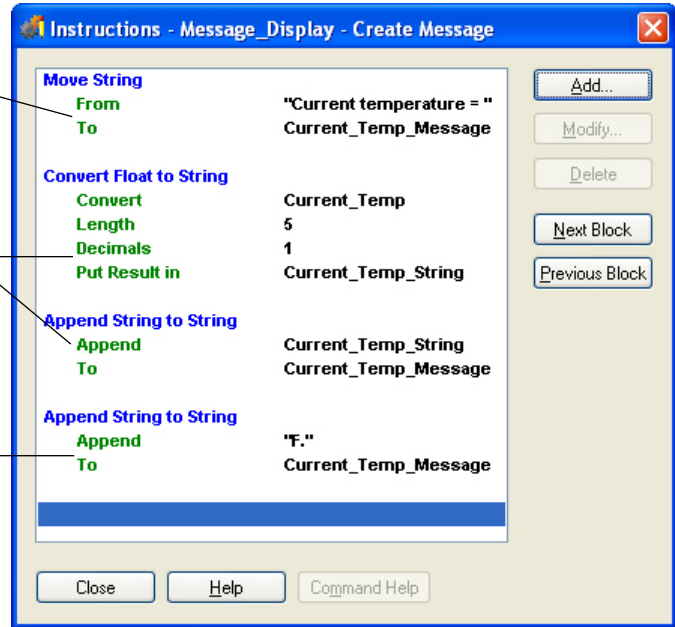 Instructions - Message_Display - Create Message
Move String
From "Current temperature = "
To Current_Temp_Message
Convert Float to String
Convert Current_Temp
Length 5
Decimals 1
Put Result in Current_Temp_String
Append String to String
Append Current_Temp_String
To Current_Temp_Message
Append String to String
Append "F."
To Current_Temp_Message
Add...
Modify...
Delete
Next Block
Previous Block
Close
Help
Command Help